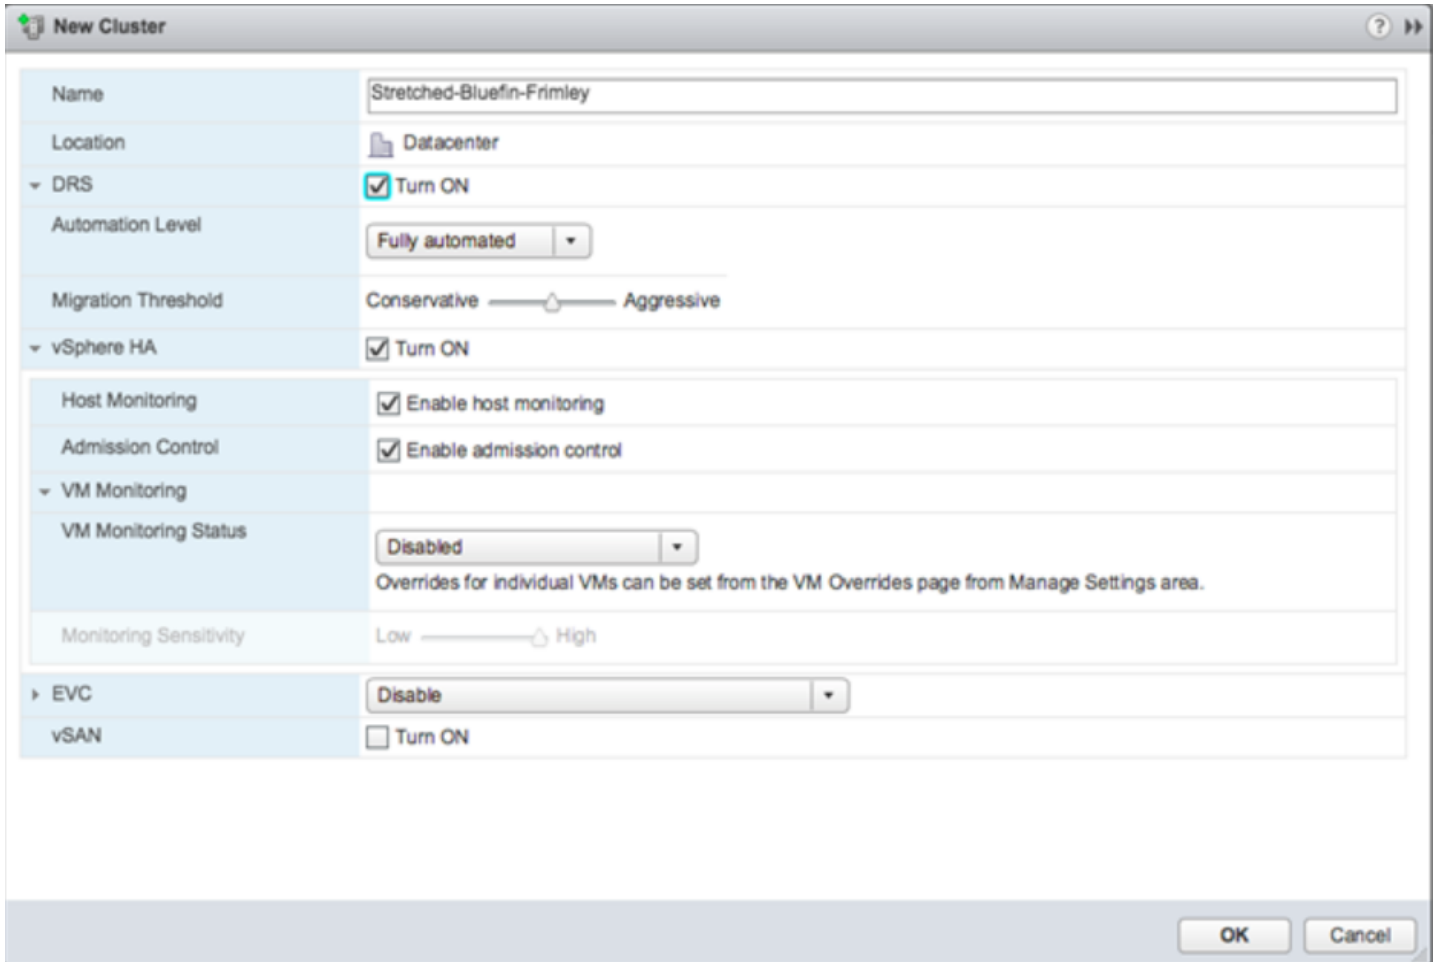 New Cluster ?
Name Stretched-Bluefin-Frimley
Location Datacenter
DRS Turn ON
Automation Level Fully automated
Migration Threshold Conservative Aggressive
vSphere HA Turn ON
Host Monitoring Enable host monitoring
Admission Control Enable admission control
VM Monitoring
VM Monitoring Status Disabled
Overrides for individual VMs can be set from the VM Overrides page from Manage Settings area.
Monitoring Sensitivity Low High
EVC Disable
vSAN Turn ON
OK Cancel